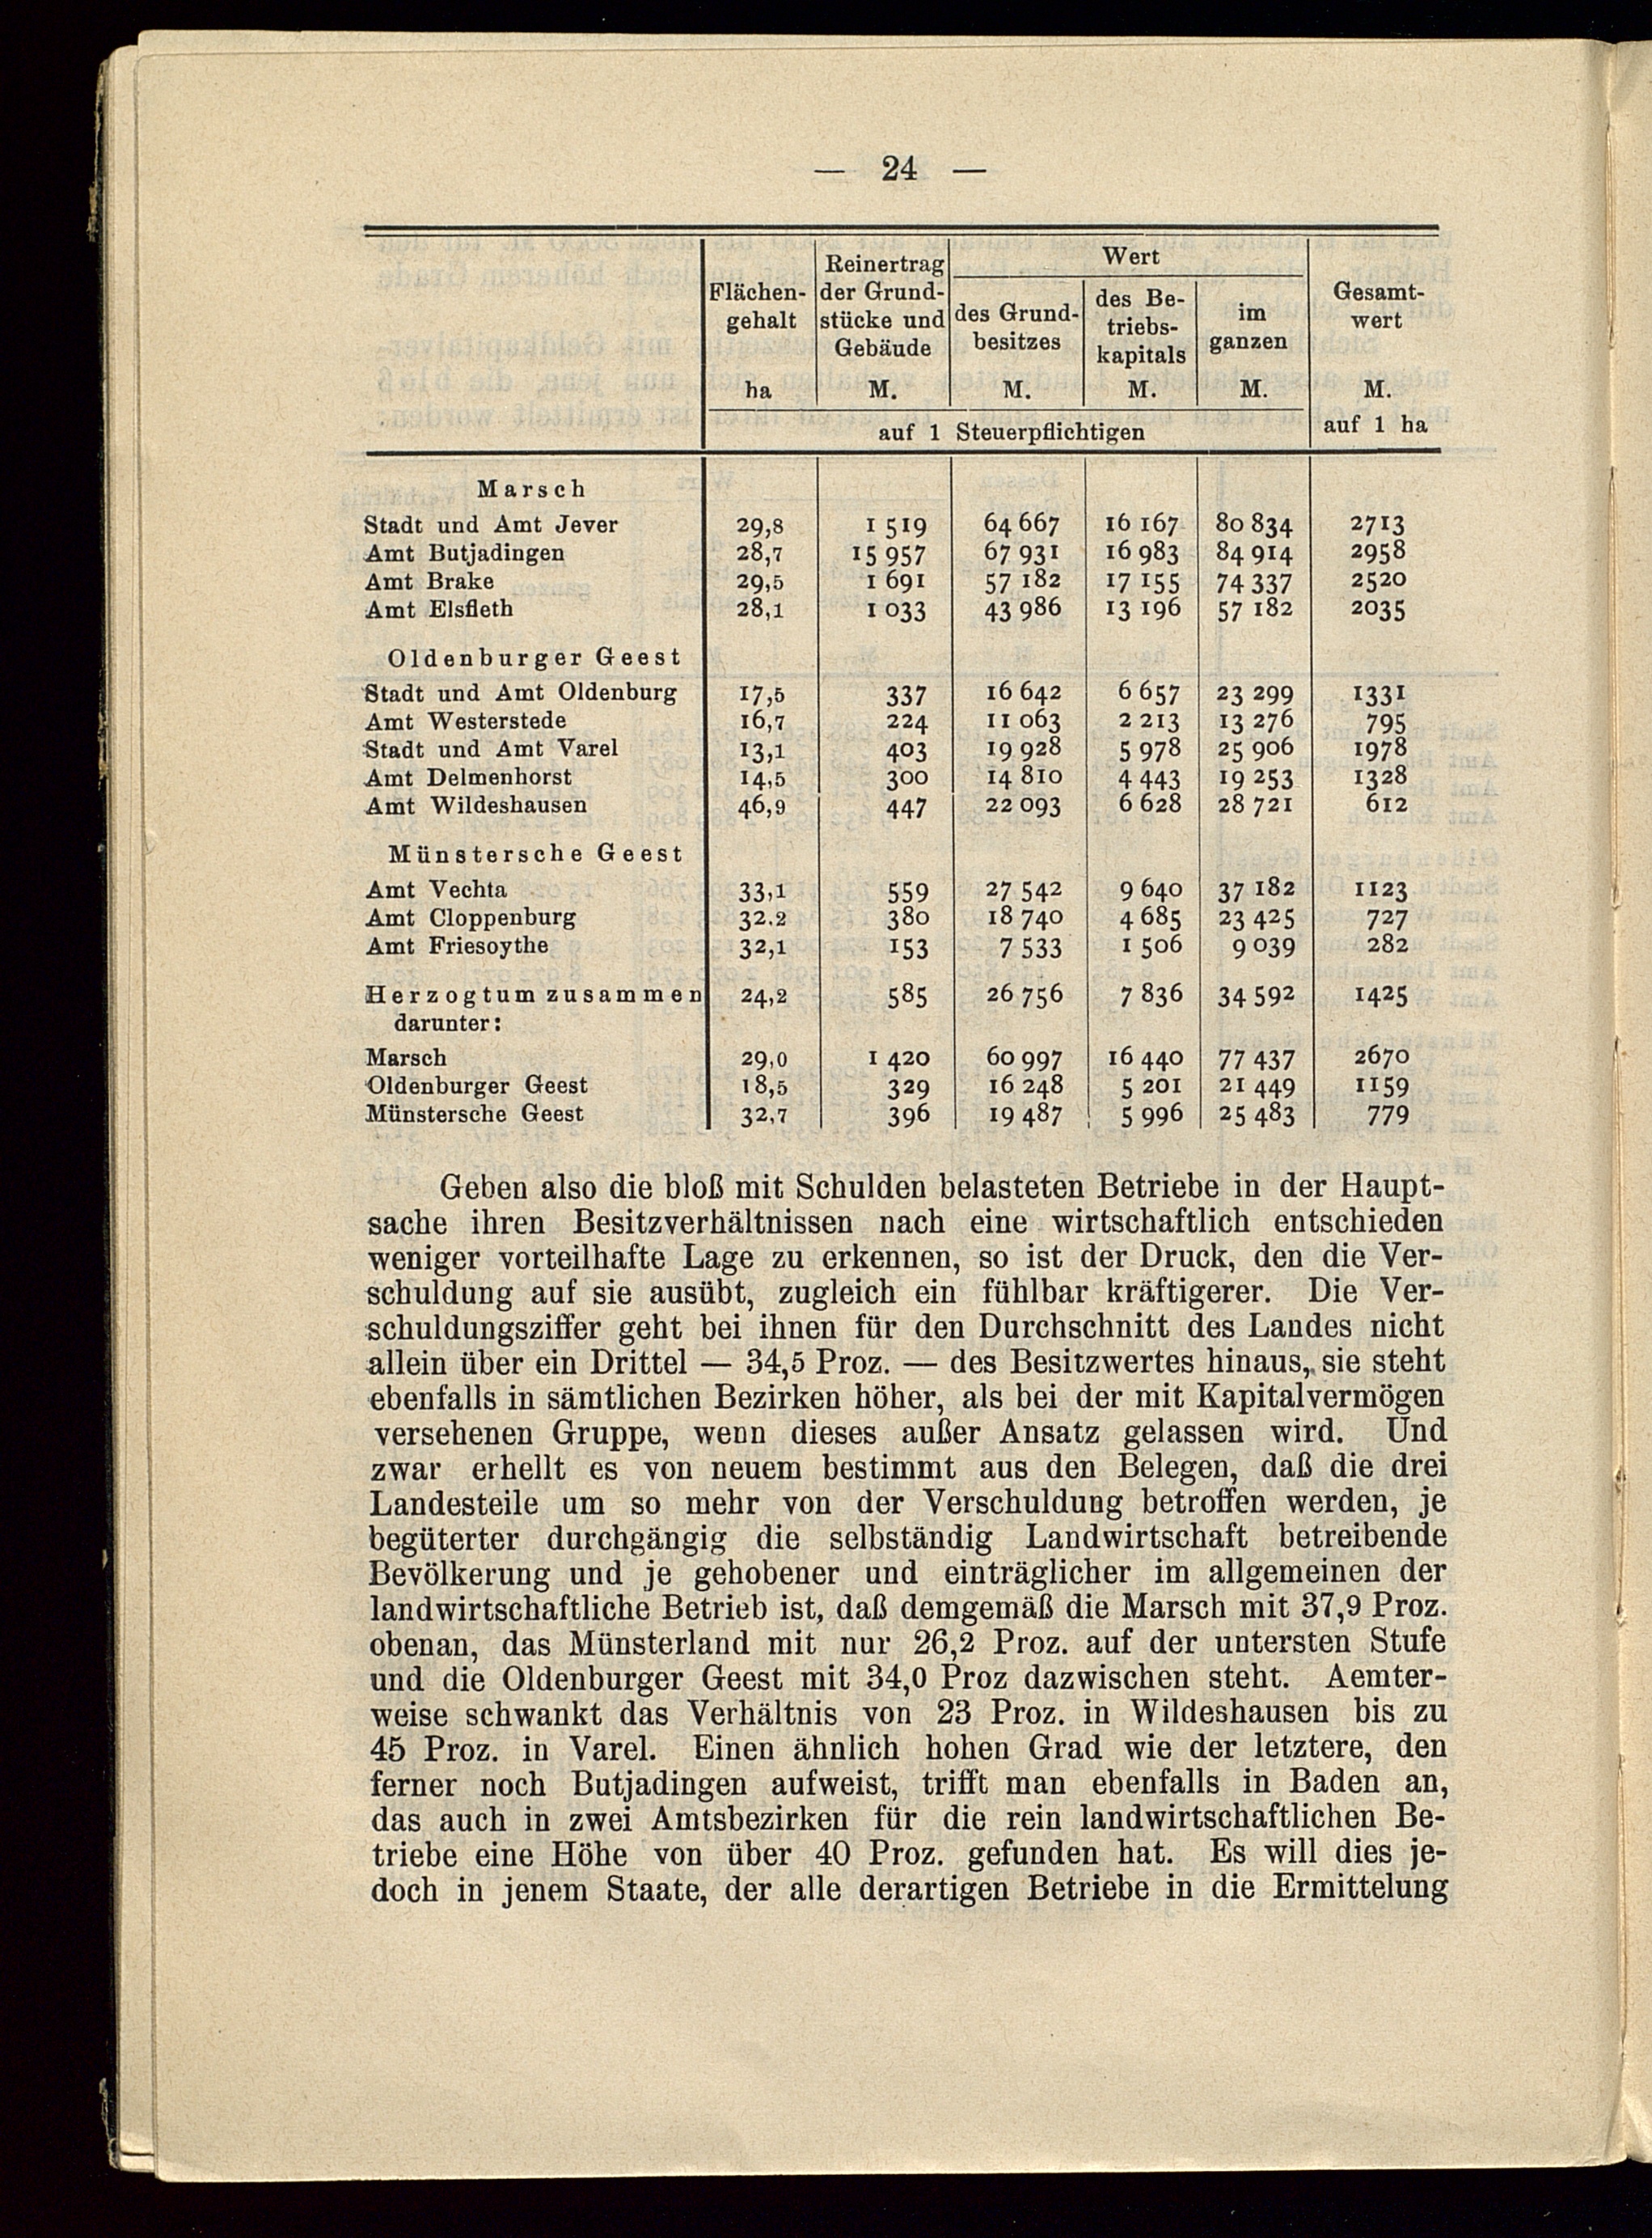 — 24 —
Wert
Reinertrag
Flächen- der Grund- des Be- Gesamt-
gehalt stücke und des Grund- triebs- im wert
Gebäude besitzes kapitals ganzen
ha M. M. M. M. M.
auf 1 Steuerpflichtigen auf 1 ha
Marsch
Stadt und Amt Jever 29,8 1 519 64 667 16 167 80 834 2713
Amt Butjadingen 28,7 15 957 67 931 16 983 84 914 2958
Amt Brake 29,5 1 691 57 182 17 155 74 337 2520
Amt Elsfleth 28,1 1 033 43 986 13 196 57 182 2035
Oldenburger Geest
Stadt und Amt Oldenburg 17,5 337 16 642 6 657 23 299 1331
Amt Westerstede 16,7 224 11 063 2 213 13 276 795
Stadt und Amt Varel 13,1 403 19 928 5 978 25 906 1978
Amt Delmenhorst 14,5 300 14 810 4 443 19 253 1328
Amt Wildeshausen 46,9 447 22 093 6 628 28 721 612
Münstersche Geest
Amt Vechta 33,1 559 27 542 9 640 37 182 1123
Amt Cloppenburg 32.2 380 18 740 4 685 23 425 727
Amt Friesoythe 32,1 153 7 533 1 506 9 039 282
Herzogtum zusammen 24,2 585 26 756 7 836 34 592 1425
darunter:
Marsch 29,0 1 420 60 997 16 440 77 437 2670
Oldenburger Geest 18,5 329 16 248 5 201 21 449 1159
Münstersche Geest 32,7 396 19 487 5 996 25 483 779
Geben also die bloß mit Schulden belasteten Betriebe in der Haupt-
sache ihren Besitzverhältnissen nach eine wirtschaftlich entschieden
weniger vorteilhafte Lage zu erkennen, so ist der Druck, den die Ver-
schuldung auf sie ausübt, zugleich ein fühlbar kräftigerer. Die Ver-
schuldungsziffer geht bei ihnen für den Durchschnitt des Landes nicht
allein über ein Drittel — 34,5 Proz. — des Besitzwertes hinaus, sie steht
ebenfalls in sämtlichen Bezirken höher, als bei der mit Kapitalvermögen
versehenen Gruppe, wenn dieses außer Ansatz gelassen wird. Und
zwar erhellt es von neuem bestimmt aus den Belegen, daß die drei
Landesteile um so mehr von der Verschuldung betroffen werden, je
begüterter durchgängig die selbständig Landwirtschaft betreibende
Bevölkerung und je gehobener und einträglicher im allgemeinen der
landwirtschaftliche Betrieb ist, daß demgemäß die Marsch mit 37,9 Proz.
obenan, das Münsterland mit nur 26,2 Proz. auf der untersten Stufe
und die Oldenburger Geest mit 34,0 Proz dazwischen steht. Aemter-
weise schwankt das Verhältnis von 23 Proz. in Wildeshausen bis zu
45 Proz. in Varel. Einen ähnlich hohen Grad wie der letztere, den
ferner noch Butjadingen aufweist, trifft man ebenfalls in Baden an,
das auch in zwei Amtsbezirken für die rein landwirtschaftlichen Be-
triebe eine Höhe von über 40 Proz. gefunden hat. Es will dies je-
doch in jenem Staate, der alle derartigen Betriebe in die Ermittelung